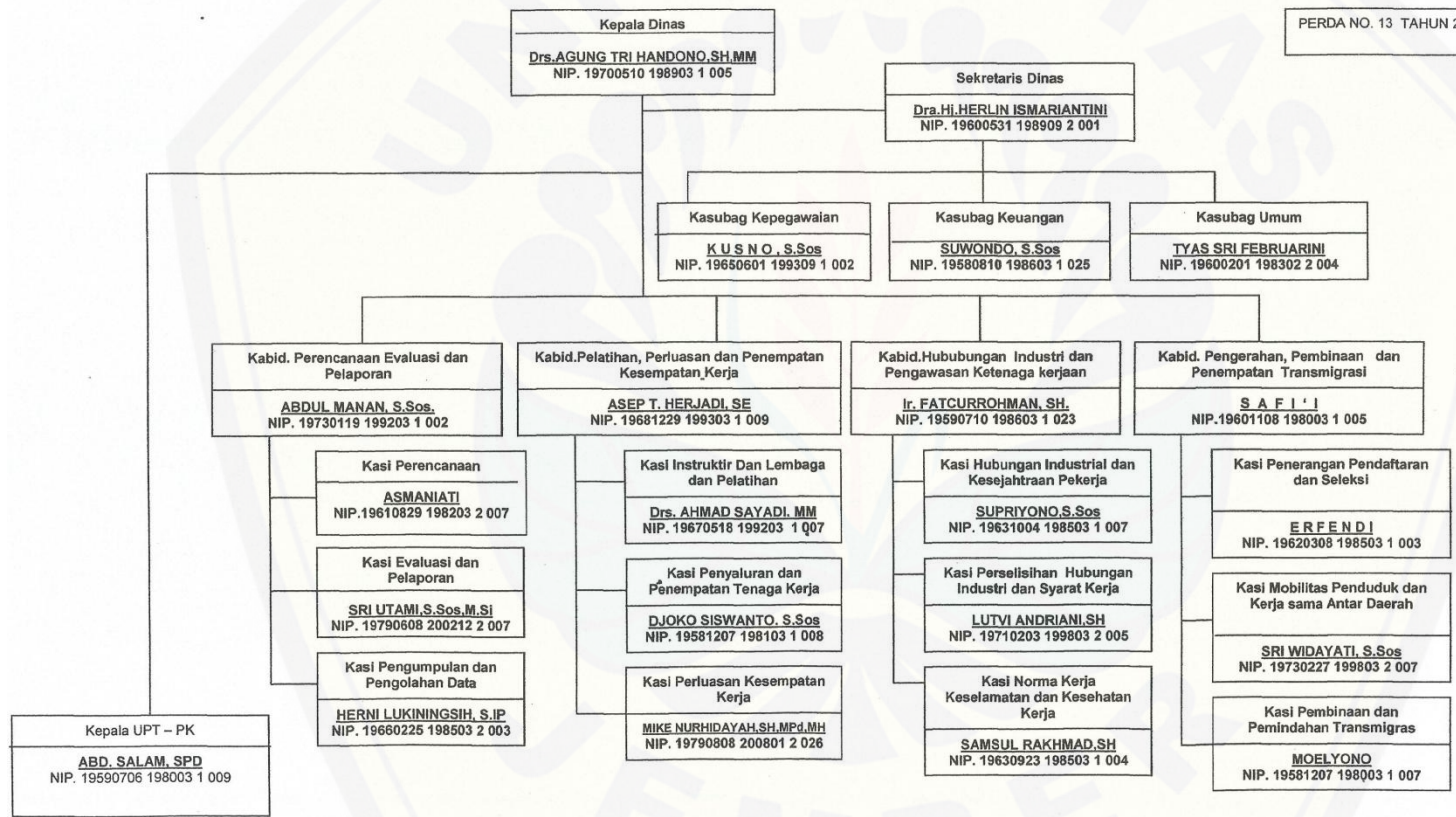 Kepala Dinas
Drs.AGUNG TRI HANDONO,SH,MM
NIP. 19700510 198903 1 005
PERDA NO. 13 TAHUN 2
Sekretaris Dinas
Dra.Hj.HERLIN ISMARIANTINI
NIP. 19600531 198909 2 001
Kasubag Kepegawaian
K U S N O , S.Sos
NIP. 19650601 199309 1 002
Kasubag Keuangan
SUWONDO, S.Sos
NIP. 19580810 198603 1 025
Kasubag Umum
TYAS SRI FEBRUARINI
NIP. 19600201 198302 2 004
Kabid. Perencanaan Evaluasi dan
Pelaporan
ABDUL MANAN, S.Sos.
NIP. 19730119 199203 1 002
Kabid.Pelatihan, Perluasan dan Penempatan
Kesempatan Kerja
ASEP T. HERJADI, SE
NIP. 19681229 199303 1 009
Kabid.Hububungan Industri dan
Pengawasan Ketenaga kerjaan
Ir. FATCURROHMAN, SH.
NIP. 19590710 198603 1 023
Kabid. Pengerahan, Pembinaan dan
Penempatan Transmigrasi
S A F I ' I
NIP.19601108 198003 1 005
Kasi Perencanaan
ASMANIATI
NIP.19610829 198203 2 007
Kasi Evaluasi dan
Pelaporan
SRI UTAMI,S.Sos,M.Si
NIP. 19790608 200212 2 007
Kasi Pengumpulan dan
Pengolahan Data
HERNI LUKININGSIH, S.IP
NIP. 19660225 198503 2 003
Kasi Instruktir Dan Lembaga
dan Pelatihan
Drs. AHMAD SAYADI. MM
NIP. 19670518 199203 1 007
Kasi Penyaluran dan
Penempatan Tenaga Kerja
DJOKO SISWANTO. S.Sos
NIP. 19581207 198103 1 008
Kasi Perluasan Kesempatan
Kerja
MIKE NURHIDAYAH,SH,MPd,MH
NIP. 19790808 200801 2 026
Kasi Hubungan Industrial dan
Kesejahtraan Pekerja
SUPRIYONO,S.Sos
NIP. 19631004 198503 1 007
Kasi Perselisihan Hubungan
Industri dan Syarat Kerja
LUTVI ANDRIANI,SH
NIP. 19710203 199803 2 005
Kasi Norma Kerja
Keselamatan dan Kesehatan
Kerja
SAMSUL RAKHMAD,SH
NIP. 19630923 198503 1 004
Kasi Penerangan Pendaftaran
dan Seleksi
E R F E N D I
NIP. 19620308 198503 1 003
Kasi Mobilitas Penduduk dan
Kerja sama Antar Daerah
SRI WIDAYATI, S.Sos
NIP. 19730227 199803 2 007
Kasi Pembinaan dan
Pemindahan Transmigras
MOELYONO
NIP. 19581207 198003 1 007
Kepala UPT – PK
ABD. SALAM, SPD
NIP. 19590706 198003 1 009